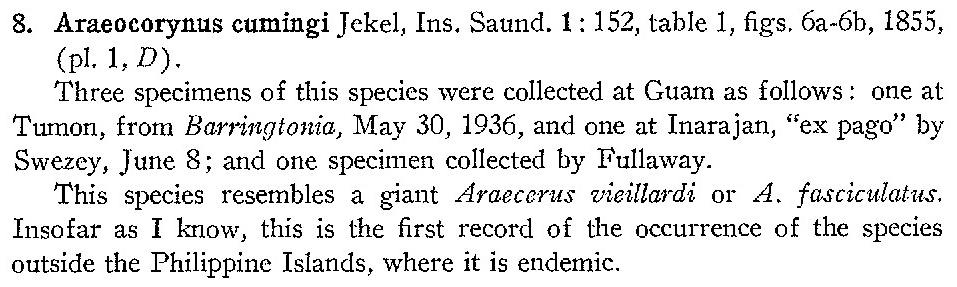 8. Araeocorynus cumingi Jekel, Ins. Saund. 1: 152, table 1, figs. 6a-6b, 1855,
(pl. 1, D).
Three specimens of this species were collected at Guam as follows: one at
Tumon, from Barringtonia, May 30, 1936, and one at Inarajan, “ex pago” by
Swezey, June 8; and one specimen collected by Fullaway.
This species resembles a giant Araecerus vieillardi or A. fasciculatus.
Insofar as I know, this is the first record of the occurrence of the species
outside the Philippine Islands, where it is endemic.